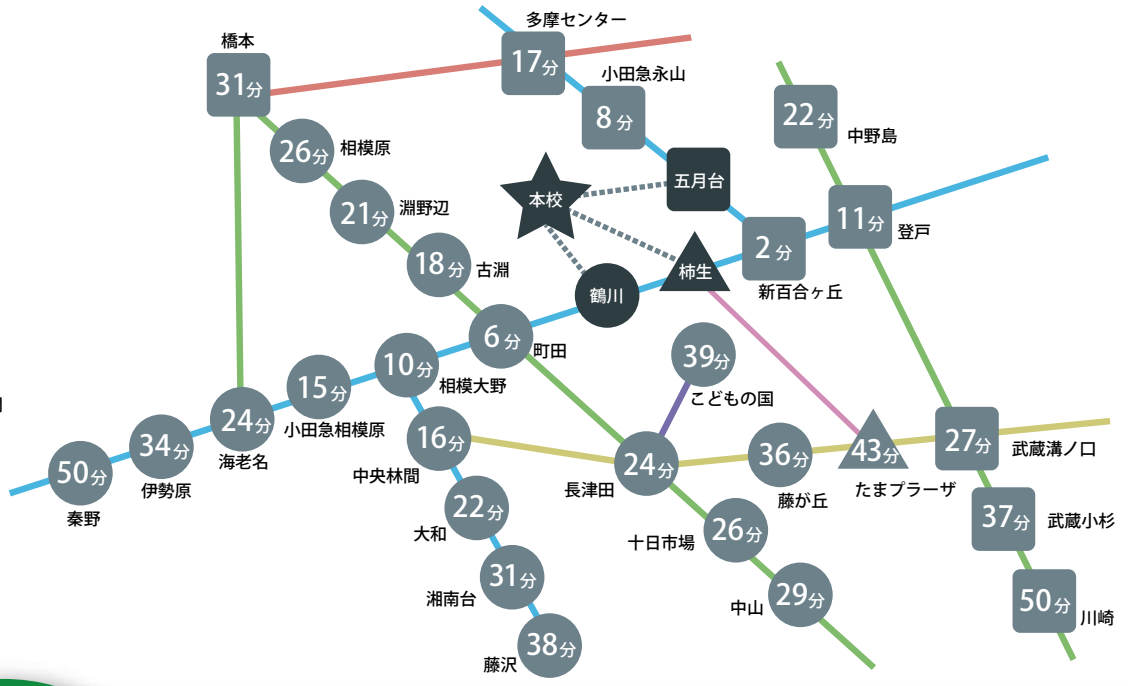 多摩センター
17分
橋本
31分
小田急永山
8分
22分
中野島
26分
相模原
五月台
本校
21分
淵野辺
11分
登戸
2分
新百合ヶ丘
18分
古淵
柿生
鶴川
6分
町田
39分
こどもの国
10分
相模大野
15分
小田急相模原
24分
海老名
34分
伊勢原
50分
秦野
16分
中央林間
24分
長津田
36分
藤が丘
43分
たまプラーザ
27分
武蔵溝ノ口
22分
大和
26分
十日市場
37分
武蔵小杉
31分
湘南台
29分
中山
50分
川崎
38分
藤沢